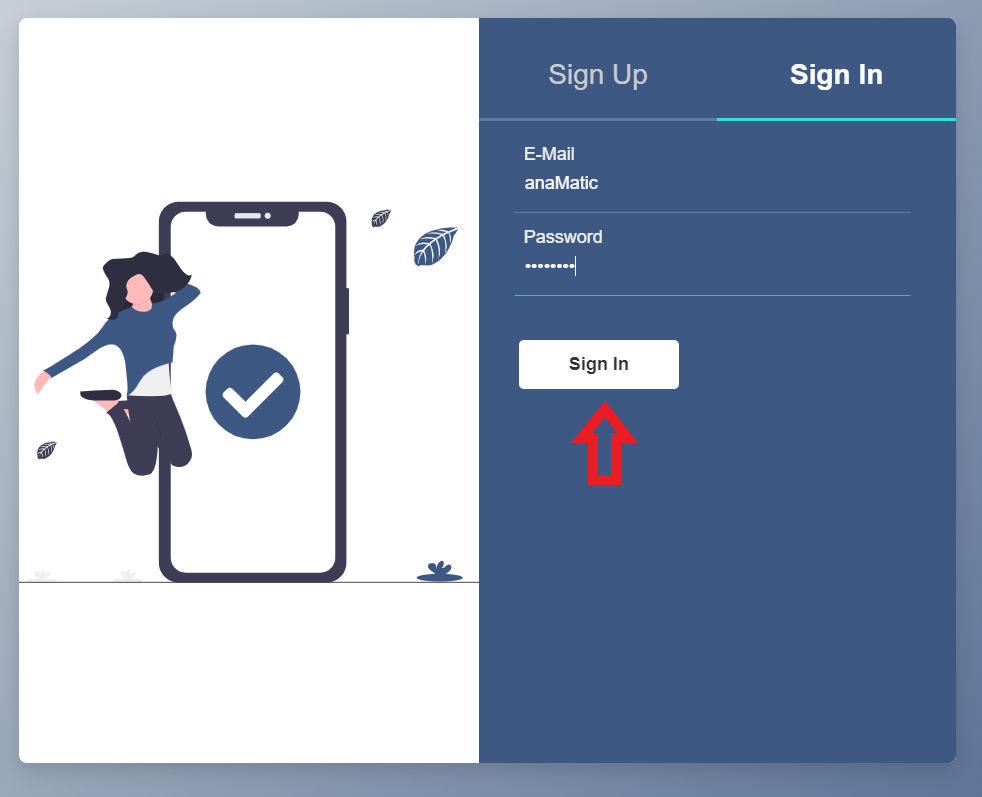 Sign Up
Sign In
E-Mail
anaMatic
Password
••••••••
Sign In